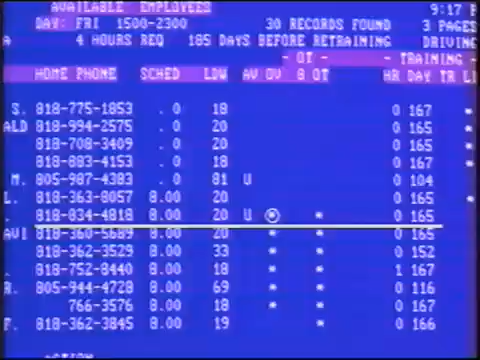 AVAILABLE EMPLOYEES 9:17 P
DAY: FRI 1500-2300 30 RECORDS FOUND 3 PAGES
A 4 HOURS REQ 185 DAYS BEFORE RETRAINING DRIVING
- OT - - TRAINING -
HOME PHONE SCHED LDW AV OV 8 OT HR DAY TR LI
S. 818-775-1853 . 0 18 0 167 *
ALD 818-994-2575 . 0 20 0 165 *
818-708-3409 . 0 20 0 165 *
818-883-4153 . 0 18 0 167 *
M. 805-987-4383 . 0 81 U 0 104
L. 818-363-8057 8.00 20 0 165 *
. 818-834-4818 8.00 20 U * * 0 165
AVI 818-360-5689 8.00 20 * * 0 165
818-362-3529 8.00 33 * * 0 152
. 818-752-8440 8.00 18 * * 1 167
R. 805-944-4728 8.00 69 * * 0 116
766-3576 8.00 18 * * 0 167
F. 818-362-3845 8.00 19 * 0 166